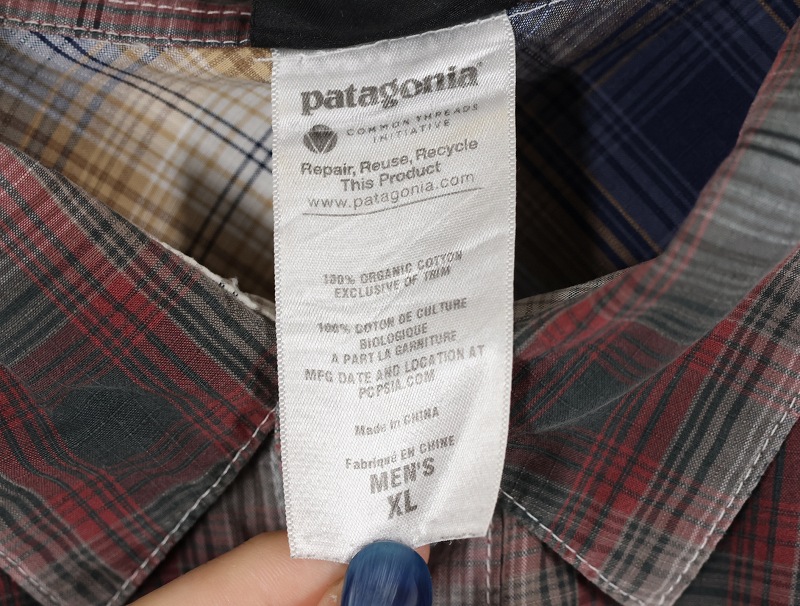 patagonia®
COMMON THREADS
INITIATIVE
Repair, Reuse, Recycle
This Product
www.patagonia.com
100% ORGANIC COTTON
EXCLUSIVE OF TRIM
100% COTON DE CULTURE
BIOLOGIQUE
A PART LA GARNITURE
MFG DATE AND LOCATION AT
PCPSIA.COM
Made in CHINA
Fabriqué EN CHINE
MEN'S
XL